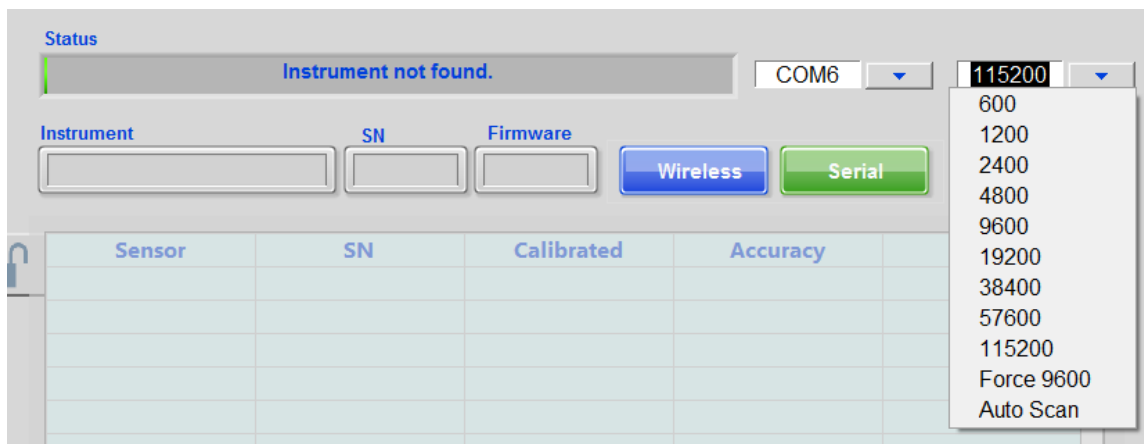 Status
Instrument not found.
COM6
115200
600
1200
2400
4800
9600
19200
38400
57600
115200
Force 9600
Auto Scan
Instrument
SN
Firmware
Wireless
Serial
Sensor SN Calibrated Accuracy